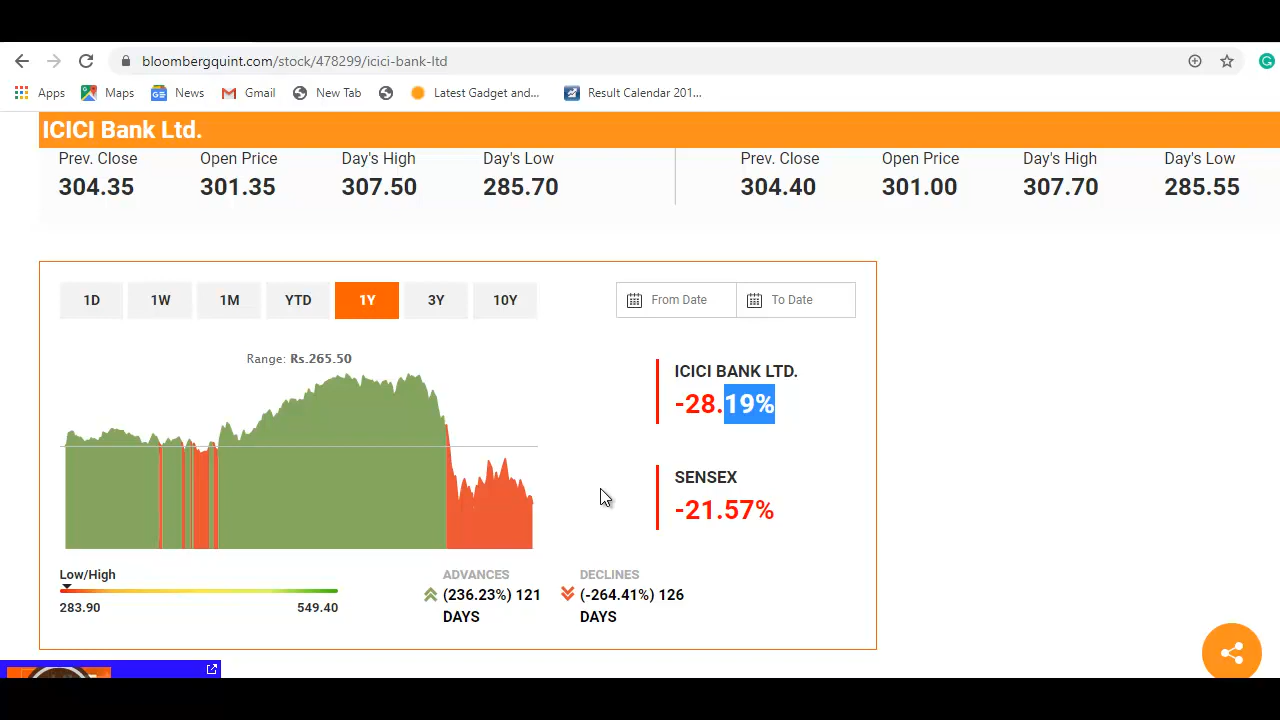 bloombergquint.com/stock/478299/icici-bank-ltd
Apps Maps News Gmail New Tab Latest Gadget and... Result Calendar 201...
ICICI Bank Ltd.
Prev. Close Open Price Day's High Day's Low Prev. Close Open Price Day's High Day's Low
304.35 301.35 307.50 285.70 304.40 301.00 307.70 285.55
1D 1W 1M YTD 1Y 3Y 10Y From Date To Date
Range: Rs.265.50
ICICI BANK LTD.
-28.19%
SENSEX
-21.57%
Low/High
283.90 549.40
ADVANCES
(236.23%) 121
DAYS
DECLINES
(-264.41%) 126
DAYS